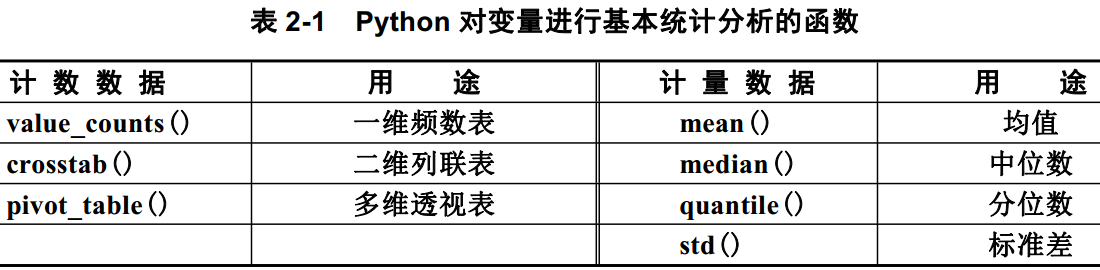 表 2-1 Python 对变量进行基本统计分析的函数
计 数 数 据 用 途 计 量 数 据 用 途
value_counts() 一维频数表 mean() 均值
crosstab() 二维列联表 median() 中位数
pivot_table() 多维透视表 quantile() 分位数
std() 标准差